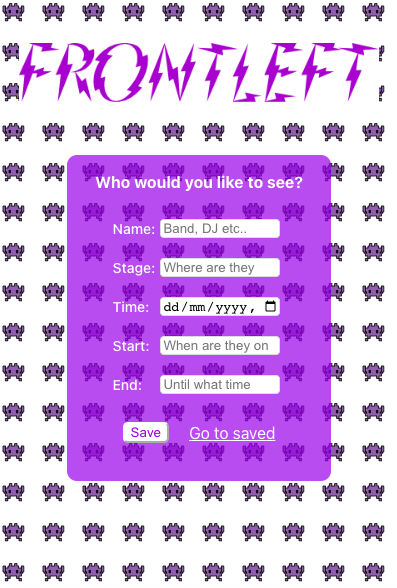 FRONTLEFT
Who would you like to see?
Name: Band, DJ etc..
Stage: Where are they
Time: dd/mm/yyyy,
Start: When are they on
End: Until what time
Save Go to saved